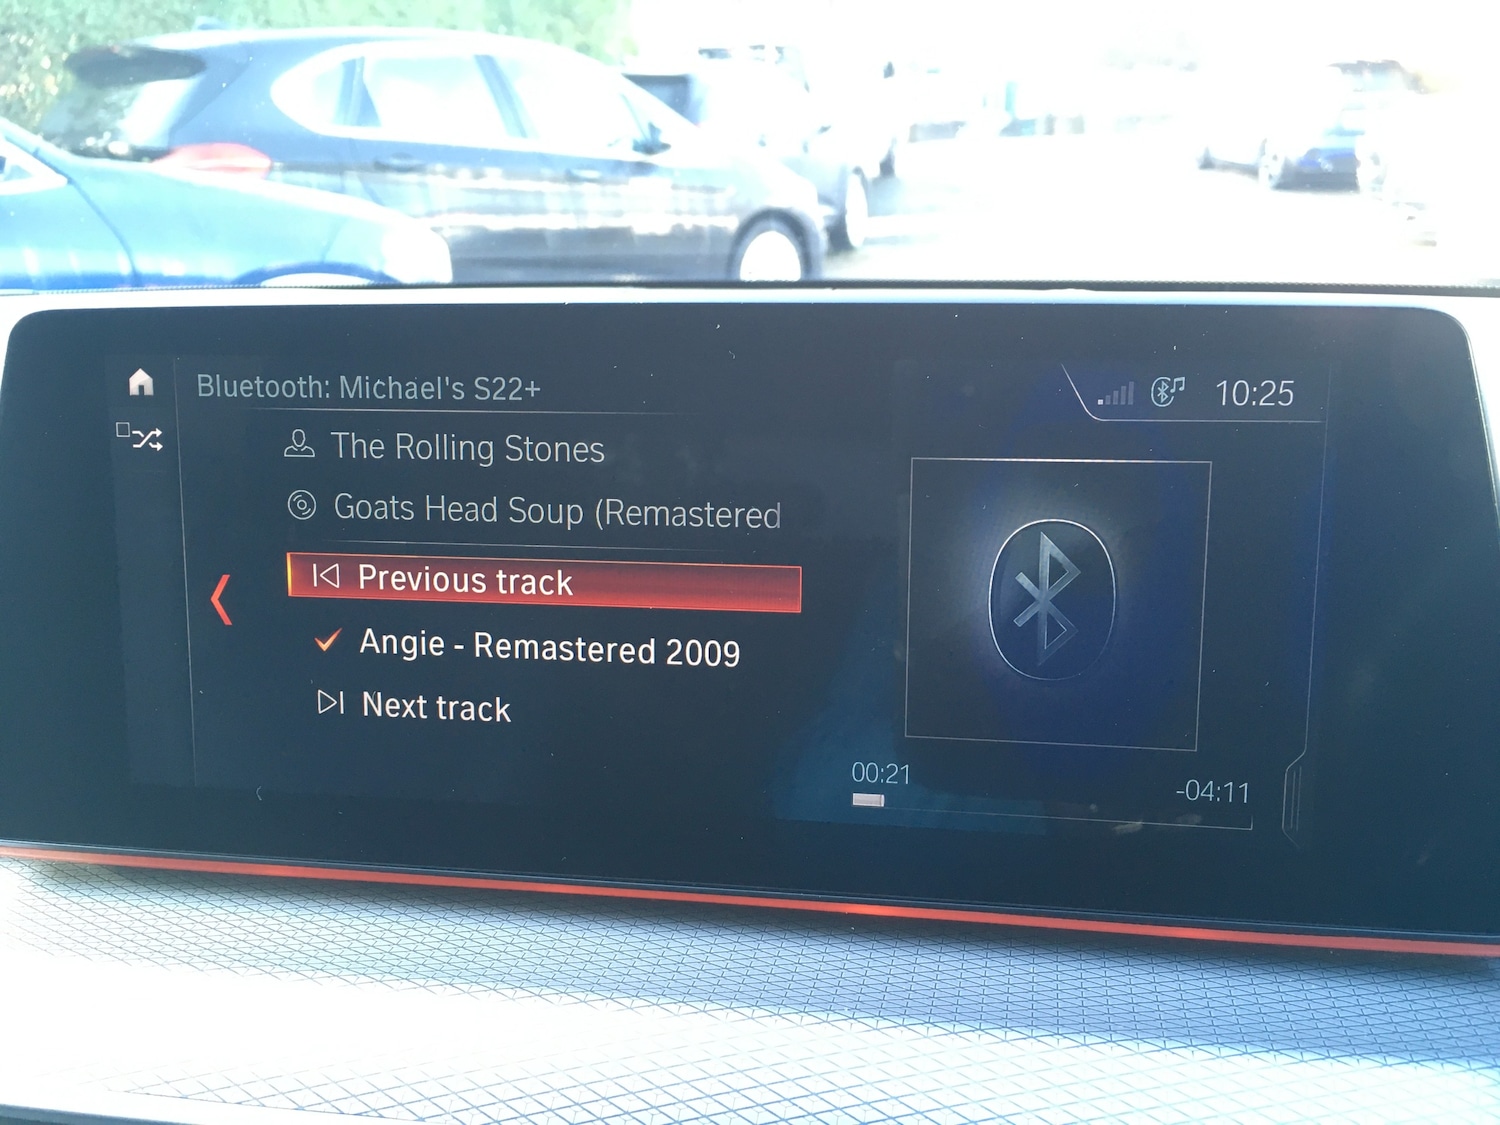 Bluetooth: Michael's S22+
10:25
The Rolling Stones
Goats Head Soup (Remastered
Previous track
Angie - Remastered 2009
Next track
00:21
-04:11